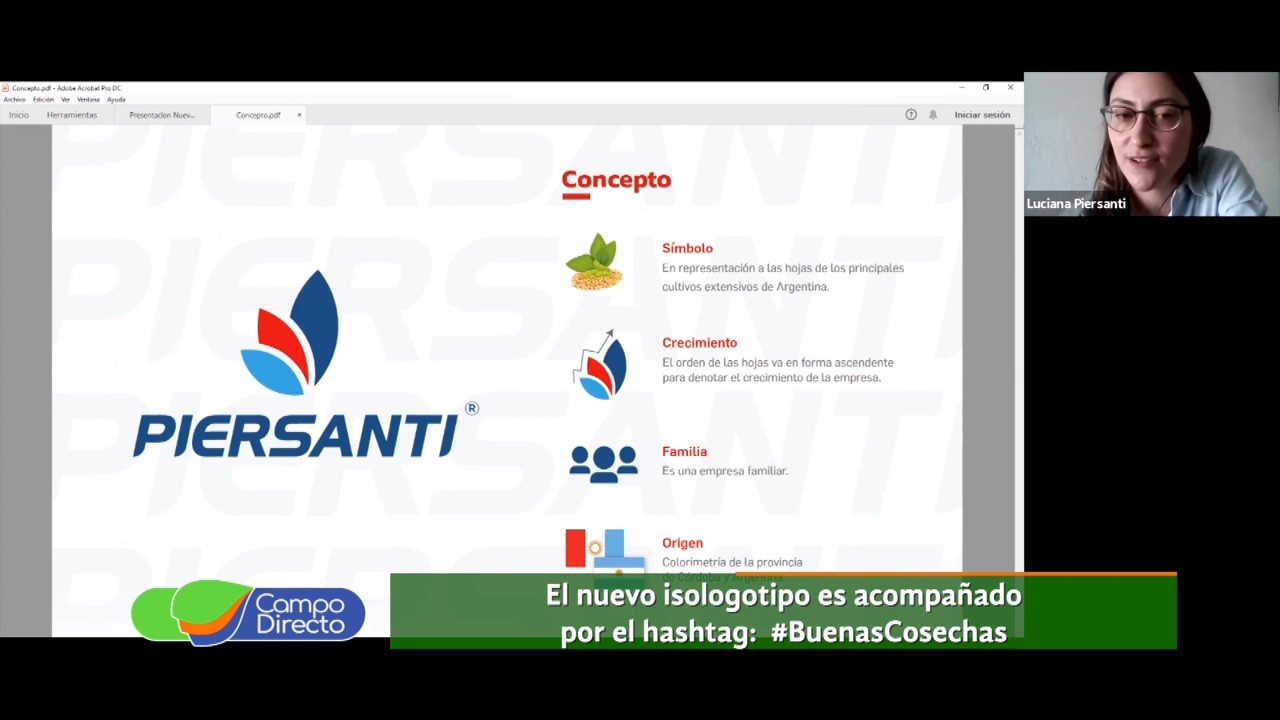 Concepto.pdf - Adobe Acrobat Pro DC
Archivo Edición Ver Ventana Ayuda
Inicio Herramientas Presentacion Nuev... Concepto.pdf × Iniciar sesión
Luciana Piersanti
PIERSANTI ®
Concepto
Símbolo
En representación a las hojas de los principales
cultivos extensivos de Argentina.
Crecimiento
El orden de las hojas va en forma ascendente
para denotar el crecimiento de la empresa.
Familia
Es una empresa familiar.
Origen
Colorimetría de la provincia
de Córdoba y Argentina.
Campo
Directo
El nuevo isologotipo es acompañado
por el hashtag: #BuenasCosechas